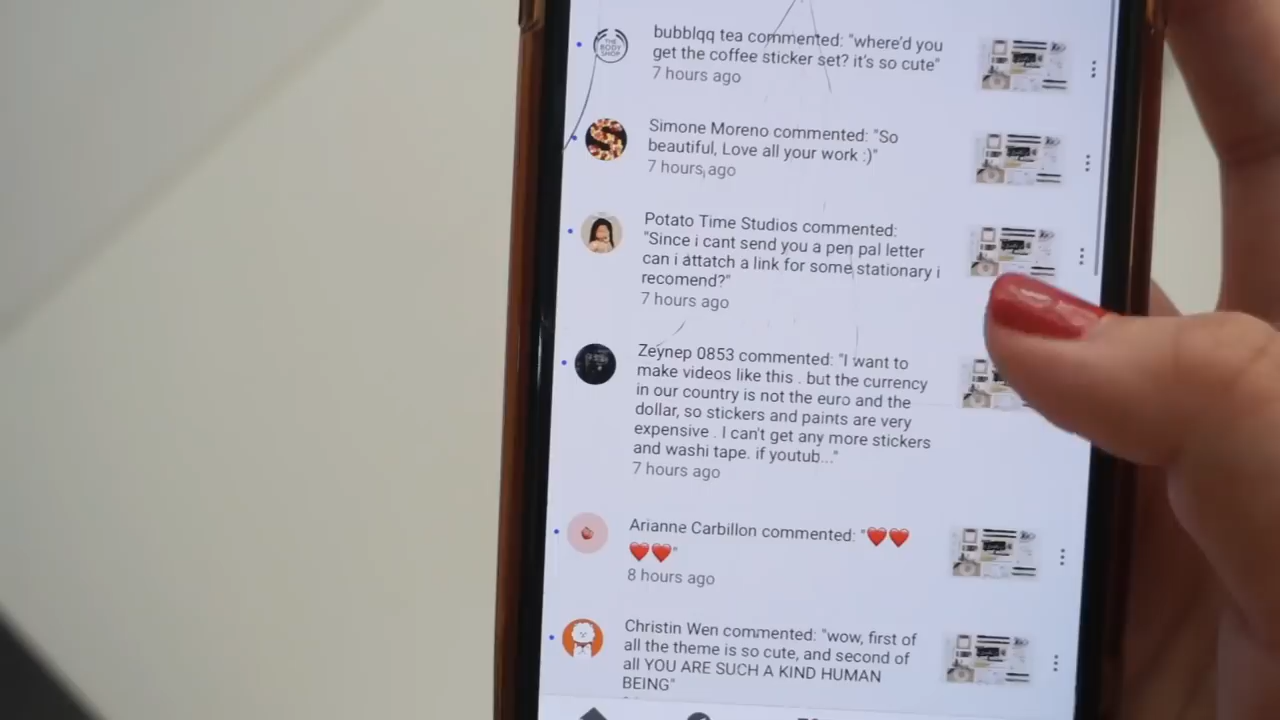 THE
BODY
SHOP
bubblqq tea commented: "where'd you
get the coffee sticker set? it's so cute"
7 hours ago
Simone Moreno commented: "So
beautiful, Love all your work :)"
7 hours ago
Potato Time Studios commented:
"Since i cant send you a pen pal letter
can i attatch a link for some stationary i
recomend?"
7 hours ago
Zeynep 0853 commented: "I want to
make videos like this . but the currency
in our country is not the euro and the
dollar, so stickers and paints are very
expensive . I can't get any more stickers
and washi tape. if youtub..."
7 hours ago
Arianne Carbillon commented: "❤️❤️
❤️❤️"
8 hours ago
Christin Wen commented: "wow, first of
all the theme is so cute, and second of
all YOU ARE SUCH A KIND HUMAN
BEING"